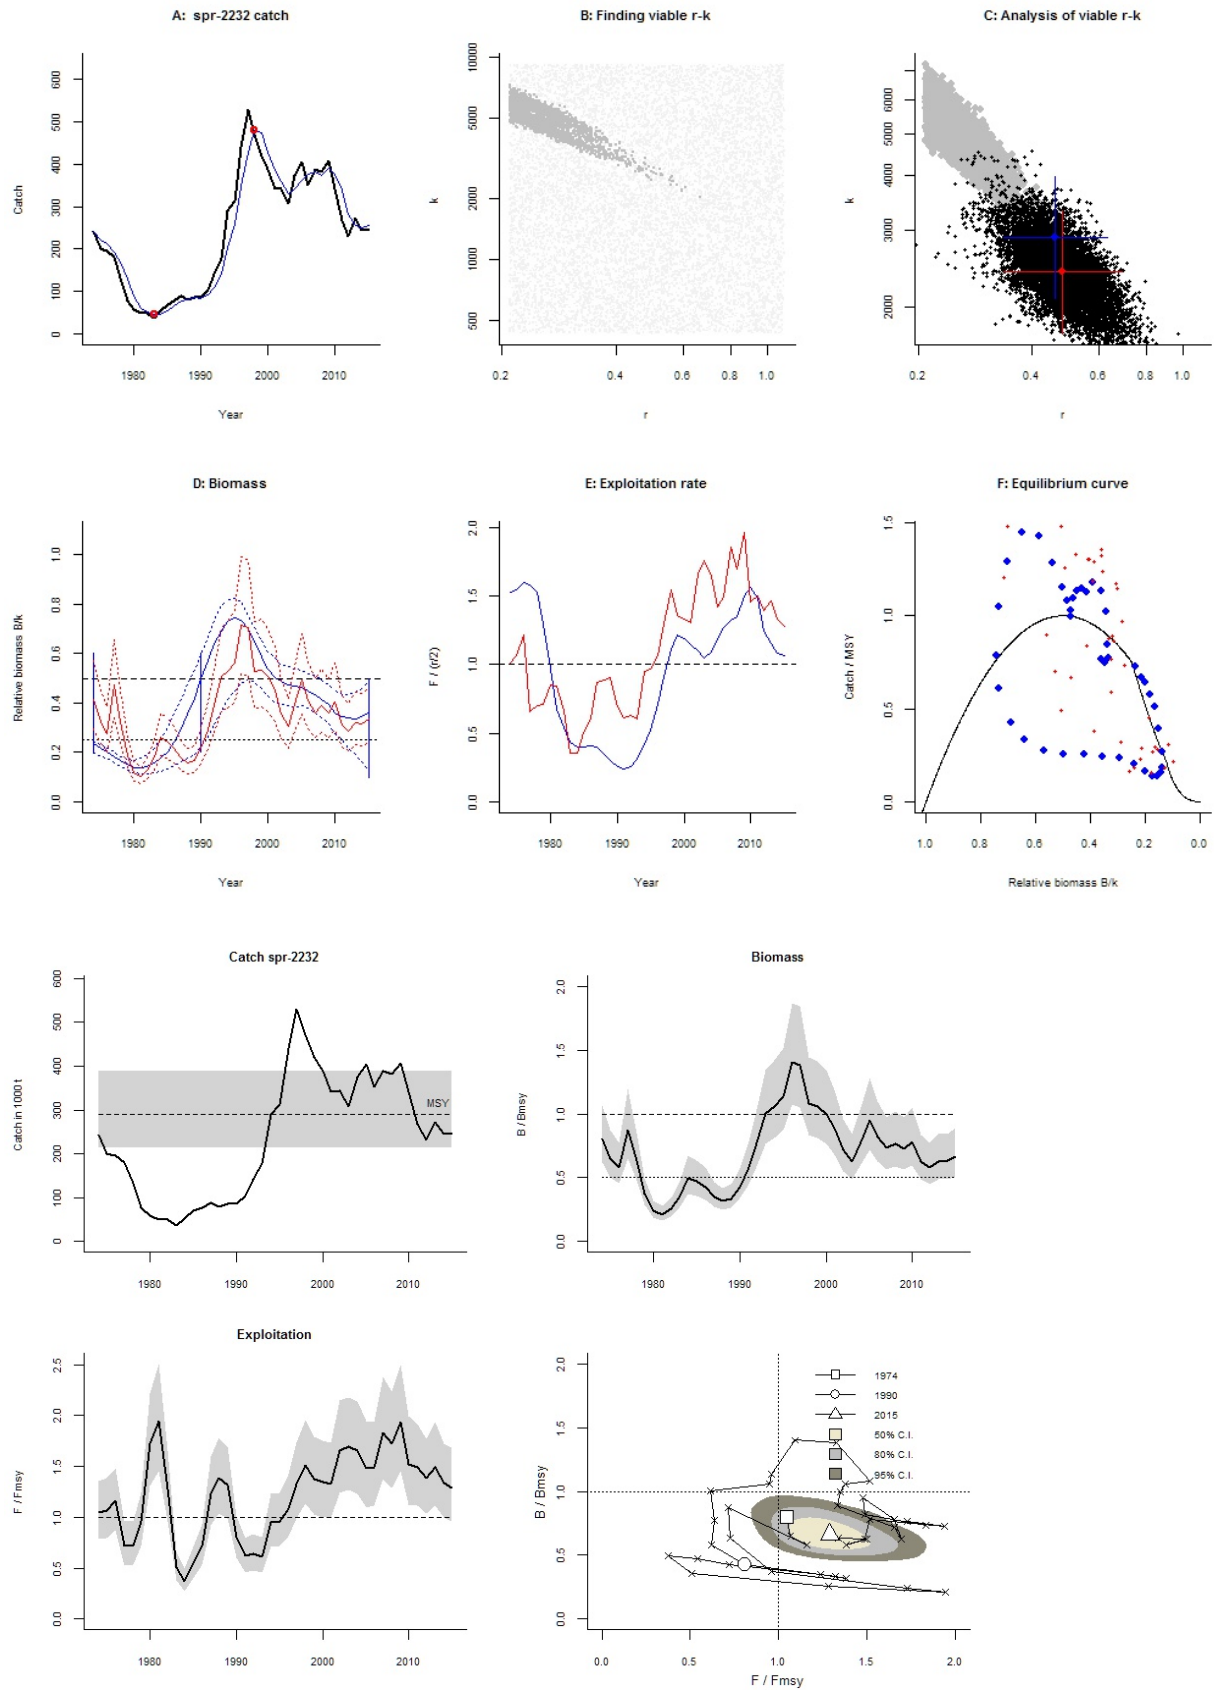 A: spr-2232 catch
Catch
600
500
400
300
200
100
0
1980 1990 2000 2010
Year
B: Finding viable r-k
k
10000
5000
2000
1000
500
0.2 0.4 0.6 0.8 1.0
r
C: Analysis of viable r-k
k
6000
5000
4000
3000
2000
0.2 0.4 0.6 1.0
r
D: Biomass
Relative biomass B/k
1.0
0.8
0.6
0.4
0.2
0.0
1980 1990 2000 2010
Year
E: Exploitation rate
F / (r/2)
2.0
1.5
1.0
0.5
0.0
1980 1990 2000 2010
Year
F: Equilibrium curve
Catch / MSY
1.5
1.0
0.5
0.0
1.0 0.8 0.6 0.4 0.2 0.0
Relative biomass B/k
Catch spr-2232
Catch in 1000 t
600
500
400
300
200
100
0
MSY
1980 1990 2000 2010
Biomass
B / Bmsy
2.0
1.5
1.0
0.5
0.0
1980 1990 2000 2010
Exploitation
F / Fmsy
2.5
2.0
1.5
1.0
0.5
0.0
1980 1990 2000 2010
B / Bmsy
2.0
1.5
1.0
0.5
0.0
1974
1990
2015
50% C.I.
80% C.I.
95% C.I.
0.0 0.5 1.0 1.5 2.0
F / Fmsy